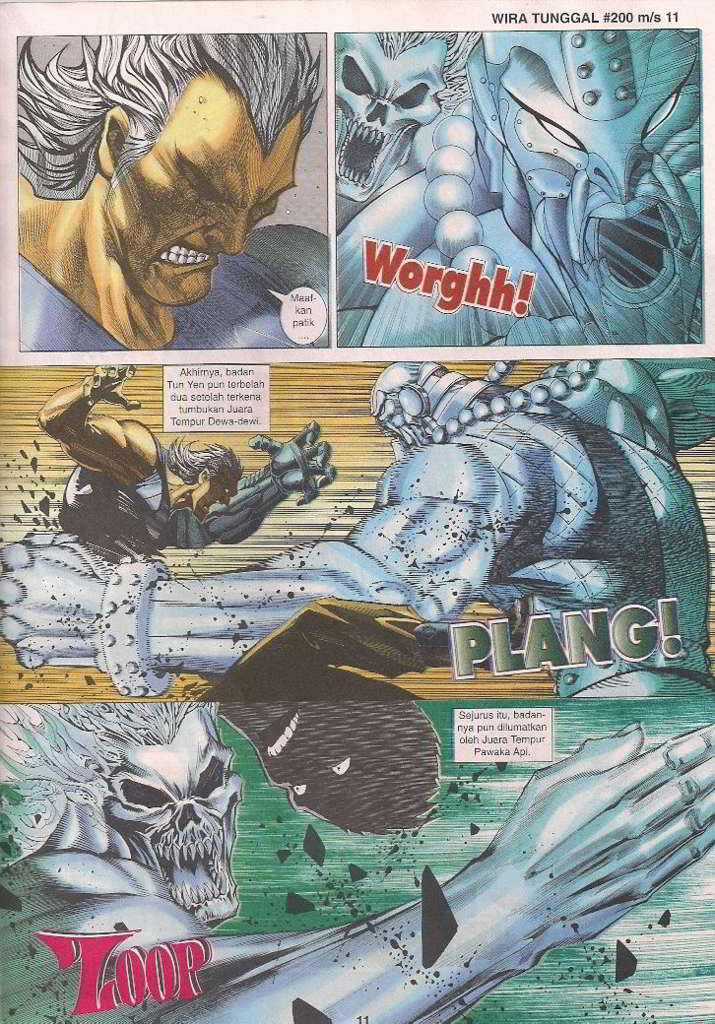 WIRA TUNGGAL #200 m/s 11
Maaf-
kan
patik
....
Worghh!
Akhirnya, badan
Tun Yen pun terbelah
dua setelah terkena
tumbukan Juara
Tempur Dewa-dewi.
PLANG!
Sejurus itu, badan-
nya pun dilumatkan
oleh Juara Tempur
Pawaka Api.
ZOOP
11